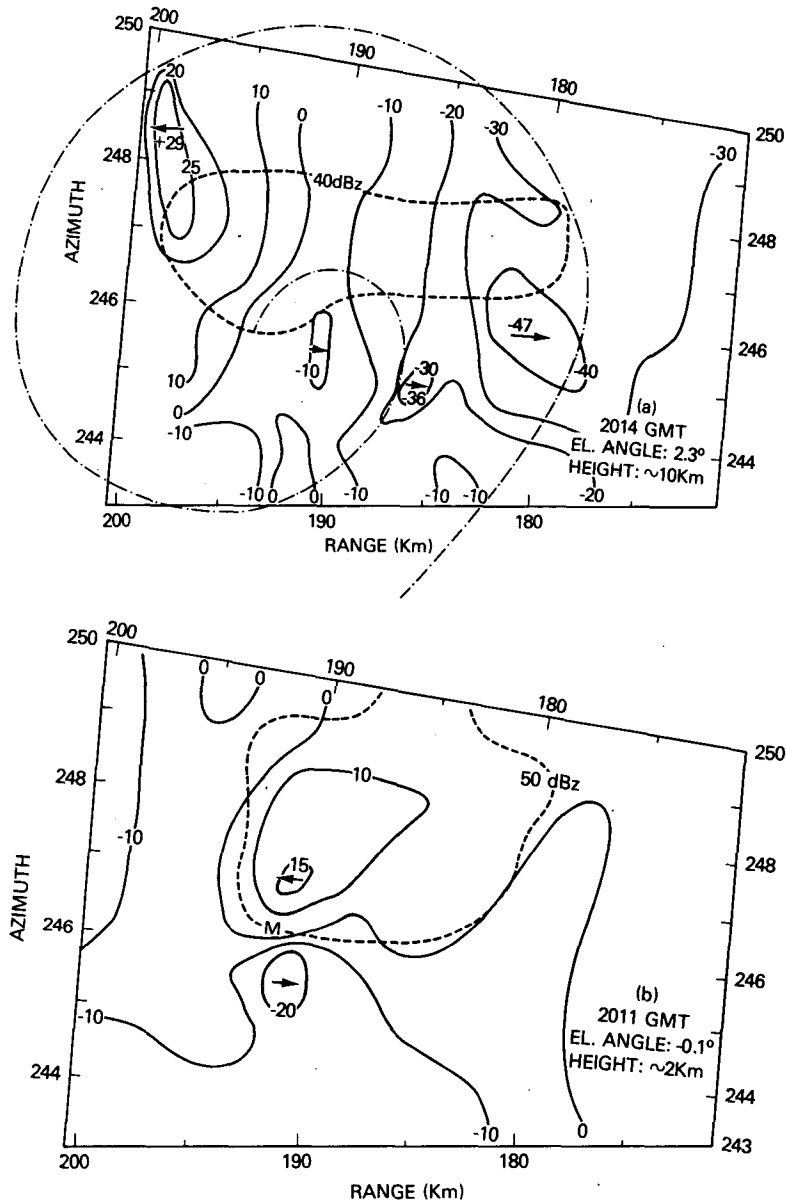 250 200
190
180
250
20
10
0
-10
-20
-30
-30
+29
25
248
40dBz
248
AZIMUTH
246
-47
246
-10
-30
-36
-40
10
0
-10
244
(a)
2014 GMT
EL. ANGLE: 2.3º
HEIGHT: ~10Km
244
-10 0 0 -10 -10 -10 -20
200 190 180
RANGE (Km)
250 200
190
180
250
0 0 0
10
50 dBz
248
-10
15
248
AZIMUTH
246
M
246
-20
(b)
2011 GMT
EL. ANGLE: -0.1º
HEIGHT: ~2Km
-10
244
244
-10 0
243
200 190 180
RANGE (Km)